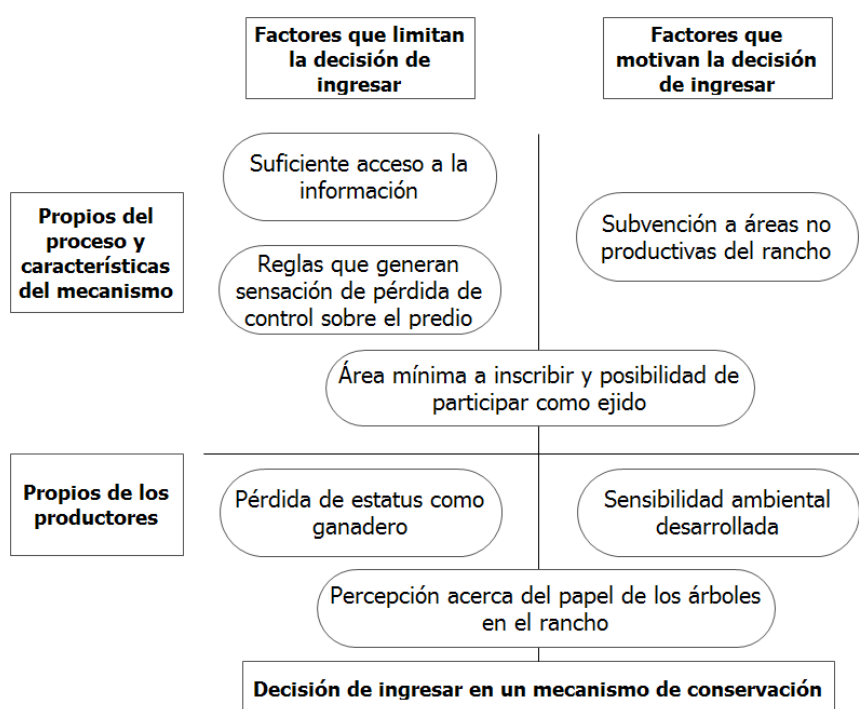 Factores que limitan
la decisión de
ingresar
Factores que
motivan la decisión
de ingresar
Suficiente acceso a la
información
Propios del
proceso y
características
del mecanismo
Subvención a áreas no
productivas del rancho
Reglas que generan
sensación de pérdida de
control sobre el predio
Área mínima a inscribir y posibilidad de
participar como ejido
Propios de los
productores
Pérdida de estatus como
ganadero
Sensibilidad ambiental
desarrollada
Percepción acerca del papel de los árboles
en el rancho
Decisión de ingresar en un mecanismo de conservación